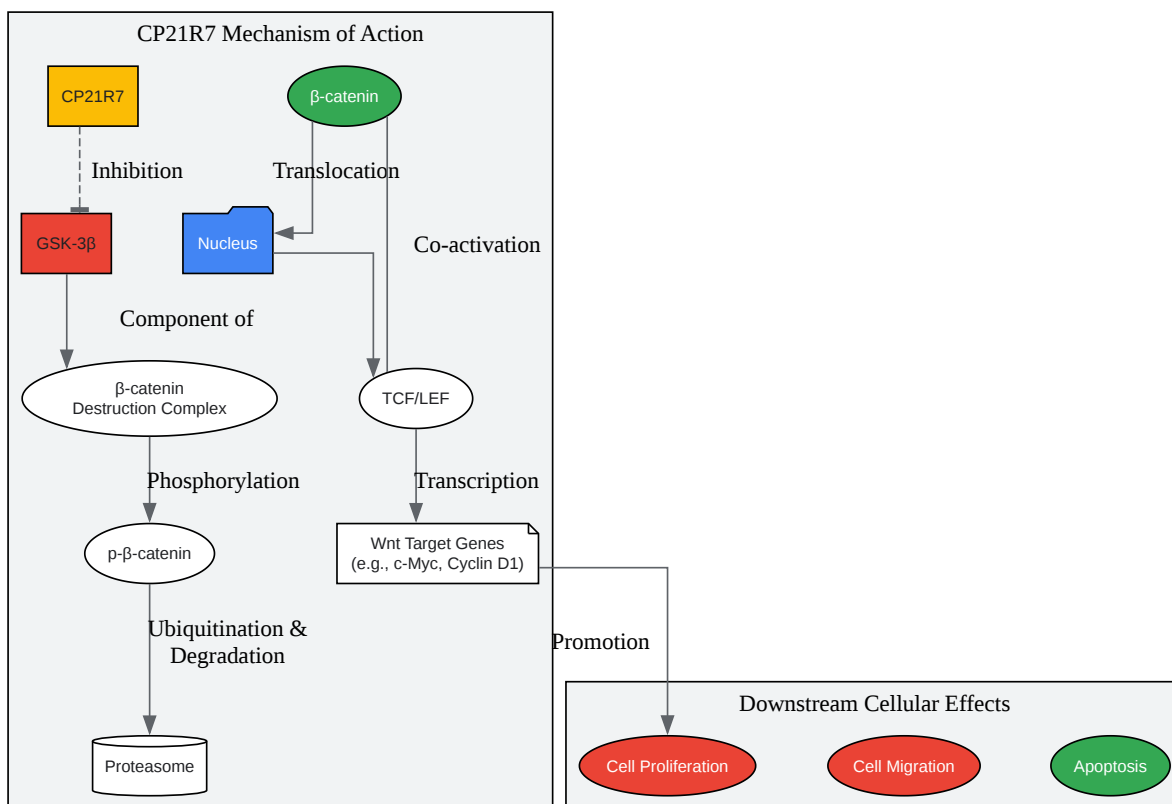 CP21R7 Mechanism of Action
CP21R7
β-catenin
Inhibition
Translocation
GSK-3β
Nucleus
Co-activation
Component of
β-catenin
Destruction Complex
TCF/LEF
Phosphorylation
Transcription
p-β-catenin
Wnt Target Genes
(e.g., c-Myc, Cyclin D1)
Ubiquitination &
Degradation
Promotion
Proteasome
Downstream Cellular Effects
Cell Proliferation
Cell Migration
Apoptosis